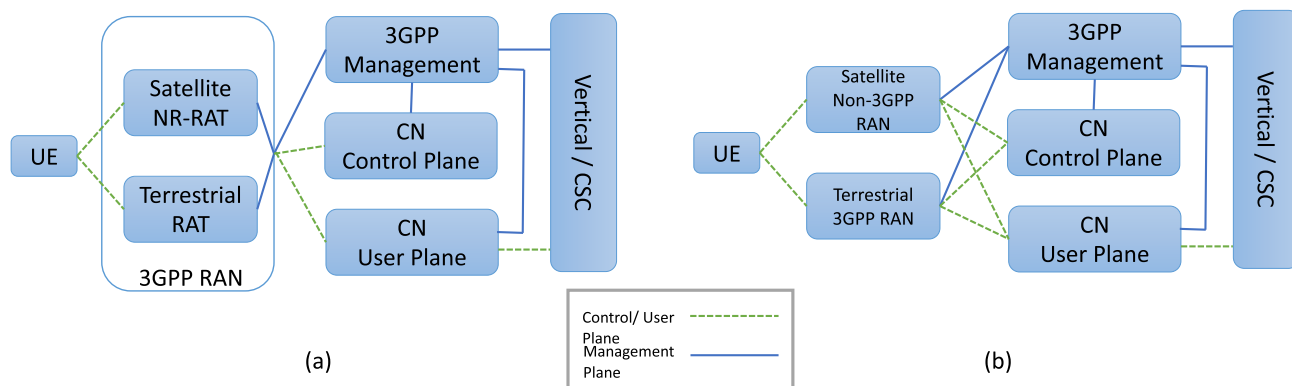 UE
Satellite
NR-RAT
Terrestrial
RAT
3GPP RAN
3GPP
Management
CN
Control Plane
CN
User Plane
Vertical / CSC
(a)
UE
Satellite
Non-3GPP
RAN
Terrestrial
3GPP RAN
3GPP
Management
CN
Control Plane
CN
User Plane
Vertical / CSC
(b)
Control/ User
Plane
Management
Plane